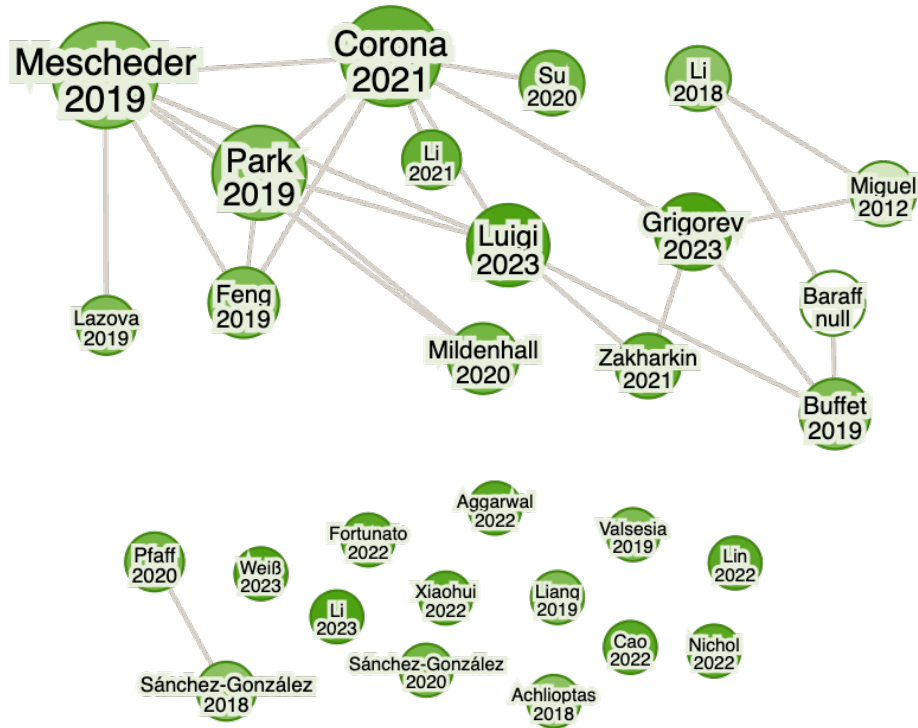 Mescheder
2019
Corona
2021
Su
2020
Li
2018
Park
2019
Li
2021
Miguel
2012
Luigi
2023
Grigorev
2023
Lazova
2019
Feng
2019
Baraff
null
Mildenhall
2020
Zakharkin
2021
Buffet
2019
Aggarwal
2022
Fortunato
2022
Valsesia
2019
Pfaff
2020
Weiß
2023
Lin
2022
Li
2023
Xiaohui
2022
Liang
2019
Cao
2022
Nichol
2022
Sánchez-González
2018
Sánchez-González
2020
Achlioptas
2018